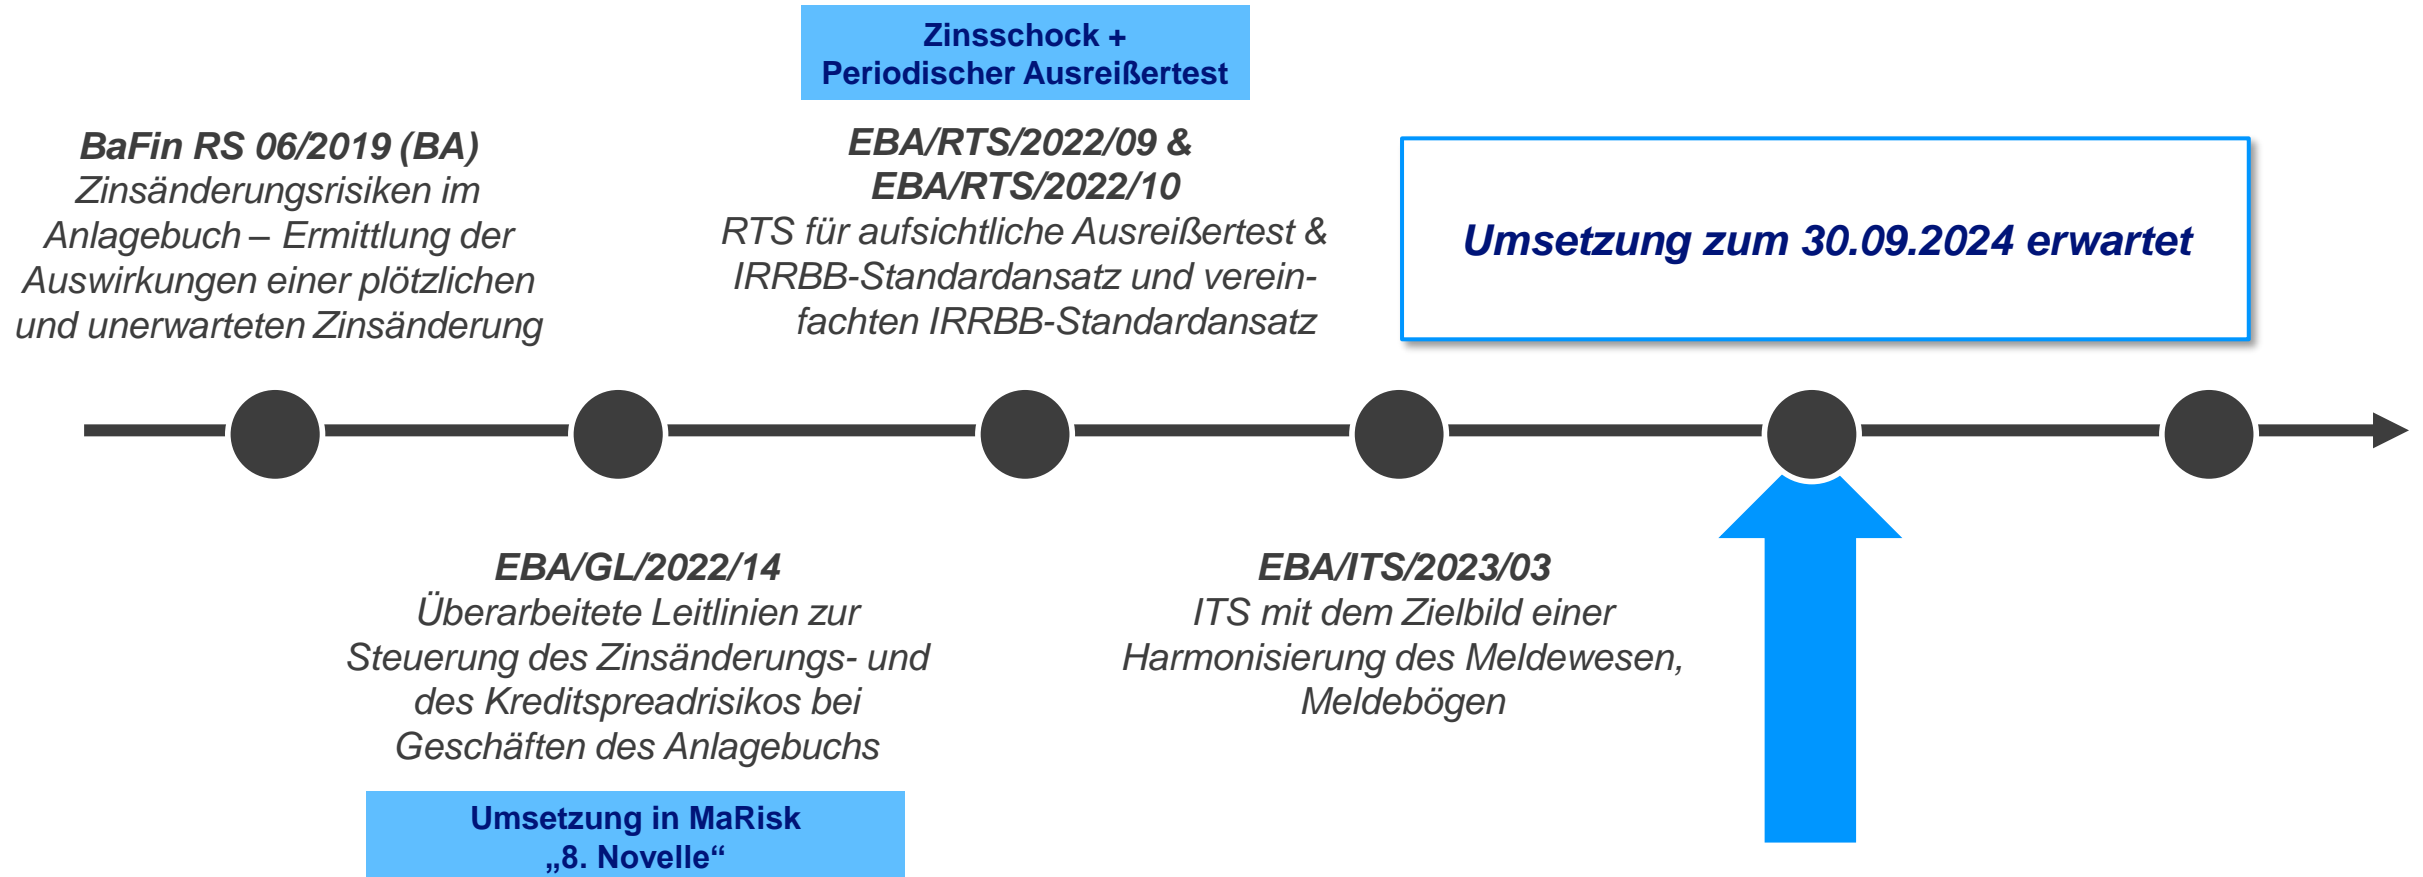 Zinsschock +
Periodischer Ausreißertest
BaFin RS 06/2019 (BA)
Zinsänderungsrisiken im
Anlagebuch – Ermittlung der
Auswirkungen einer plötzlichen
und unerwarteten Zinsänderung
EBA/RTS/2022/09 &
EBA/RTS/2022/10
RTS für aufsichtliche Ausreißertest &
IRRBB-Standardansatz und verein-
fachten IRRBB-Standardansatz
Umsetzung zum 30.09.2024 erwartet
EBA/GL/2022/14
Überarbeitete Leitlinien zur
Steuerung des Zinsänderungs- und
des Kreditspreadrisikos bei
Geschäften des Anlagebuchs
Umsetzung in MaRisk
„8. Novelle“
EBA/ITS/2023/03
ITS mit dem Zielbild einer
Harmonisierung des Meldewesen,
Meldebögen